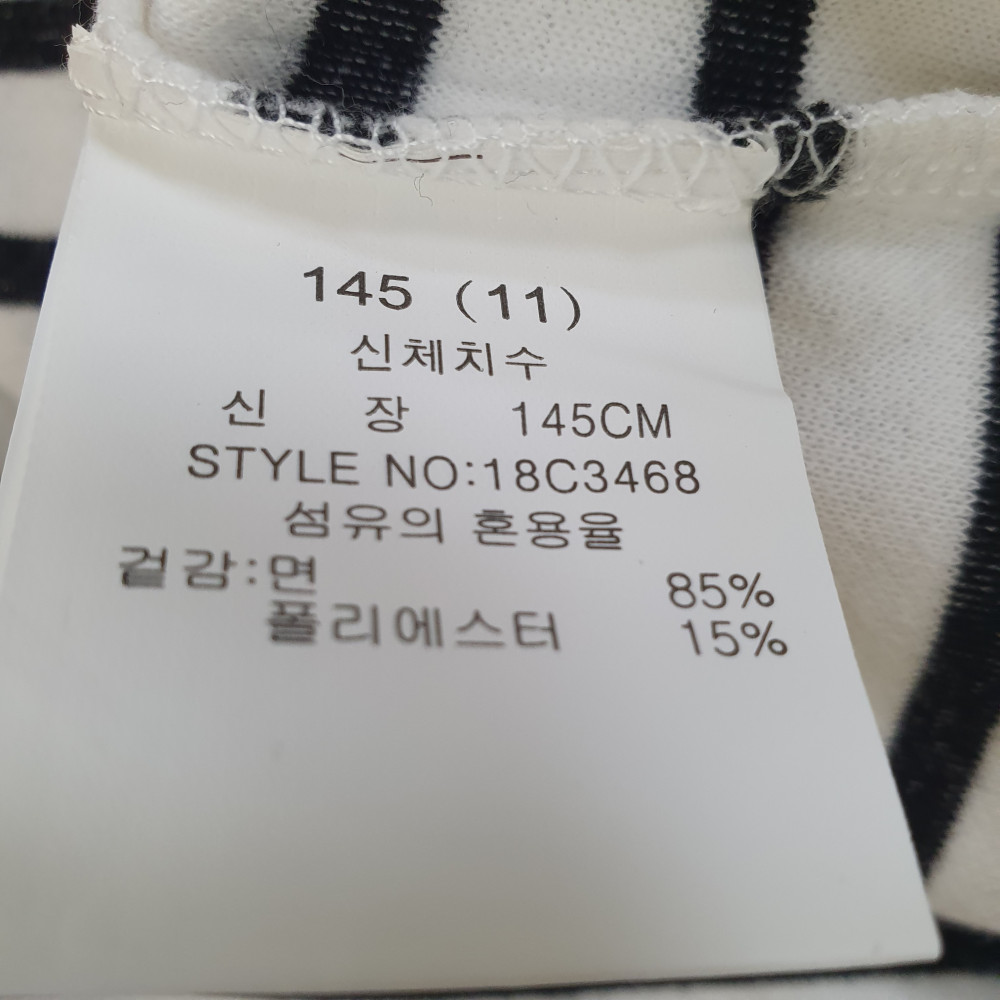 145 (11)
신체치수
신 장 145CM
STYLE NO:18C3468
섬유의 혼용율
겉감:면 85%
폴리에스터 15%